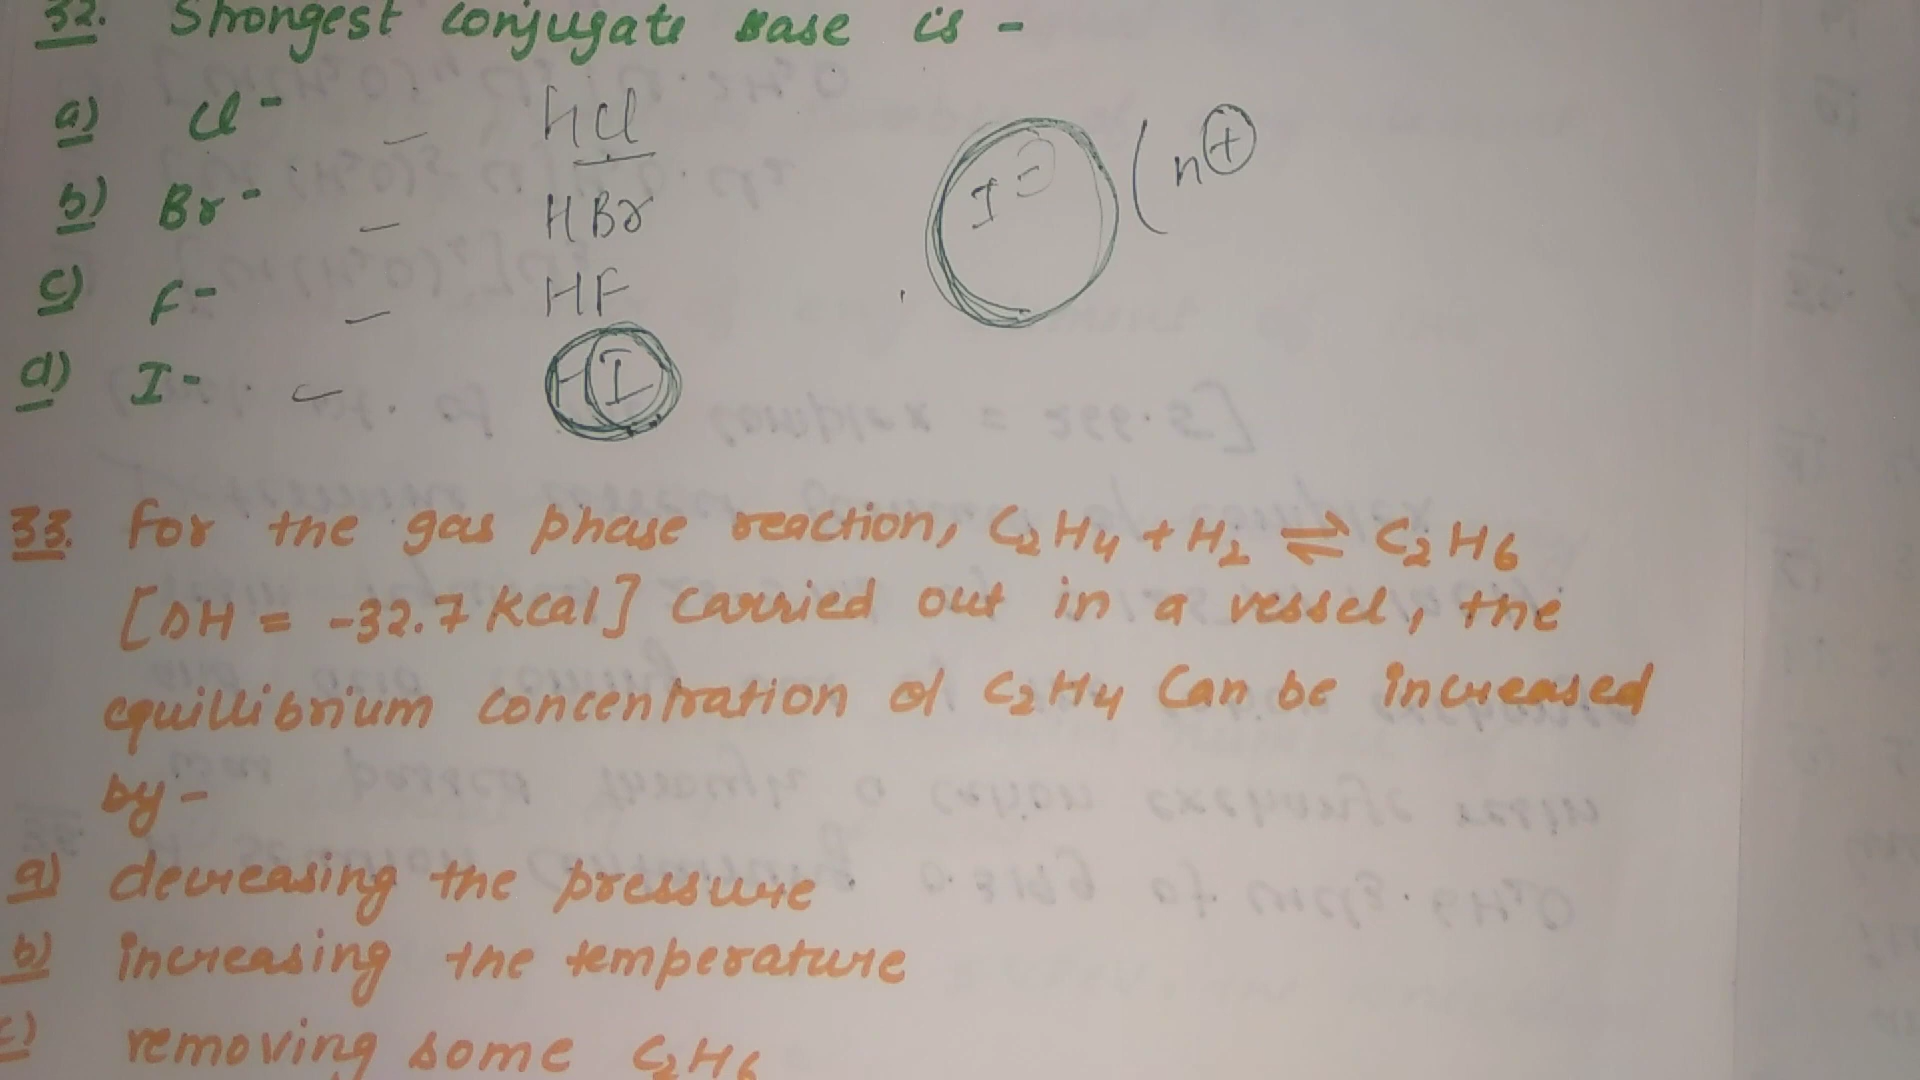 32. Strongest conjugate base is -
a) Cl- - HCl
b) Br- - HBr
c) F- - HF
d) I- - HI
I⊖ ( n⊕
33. For the gas phase reaction, C2H4 + H2 ⇌ C2H6
[ΔH = -32.7 Kcal] carried out in a vessel, the
equillibrium concentration of C2H4 can be increased
by -
a) decreasing the pressure
b) increasing the temperature
c) removing some C2H6